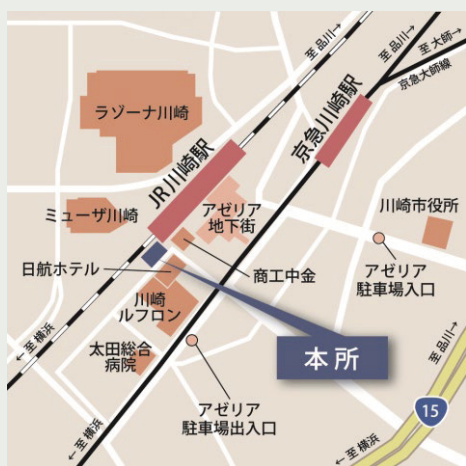 至品川→
至品川→
至大師→
京急大師線
ラゾーナ川崎
JR川崎駅
京急川崎駅
ミューザ川崎
アゼリア
地下街
川崎市役所
日航ホテル
商工中金
アゼリア
駐車場入口
川崎
ルフロン
←至横浜
太田総合
病院
本所
至品川→
アゼリア
駐車場出入口
15
←至横浜
←至横浜